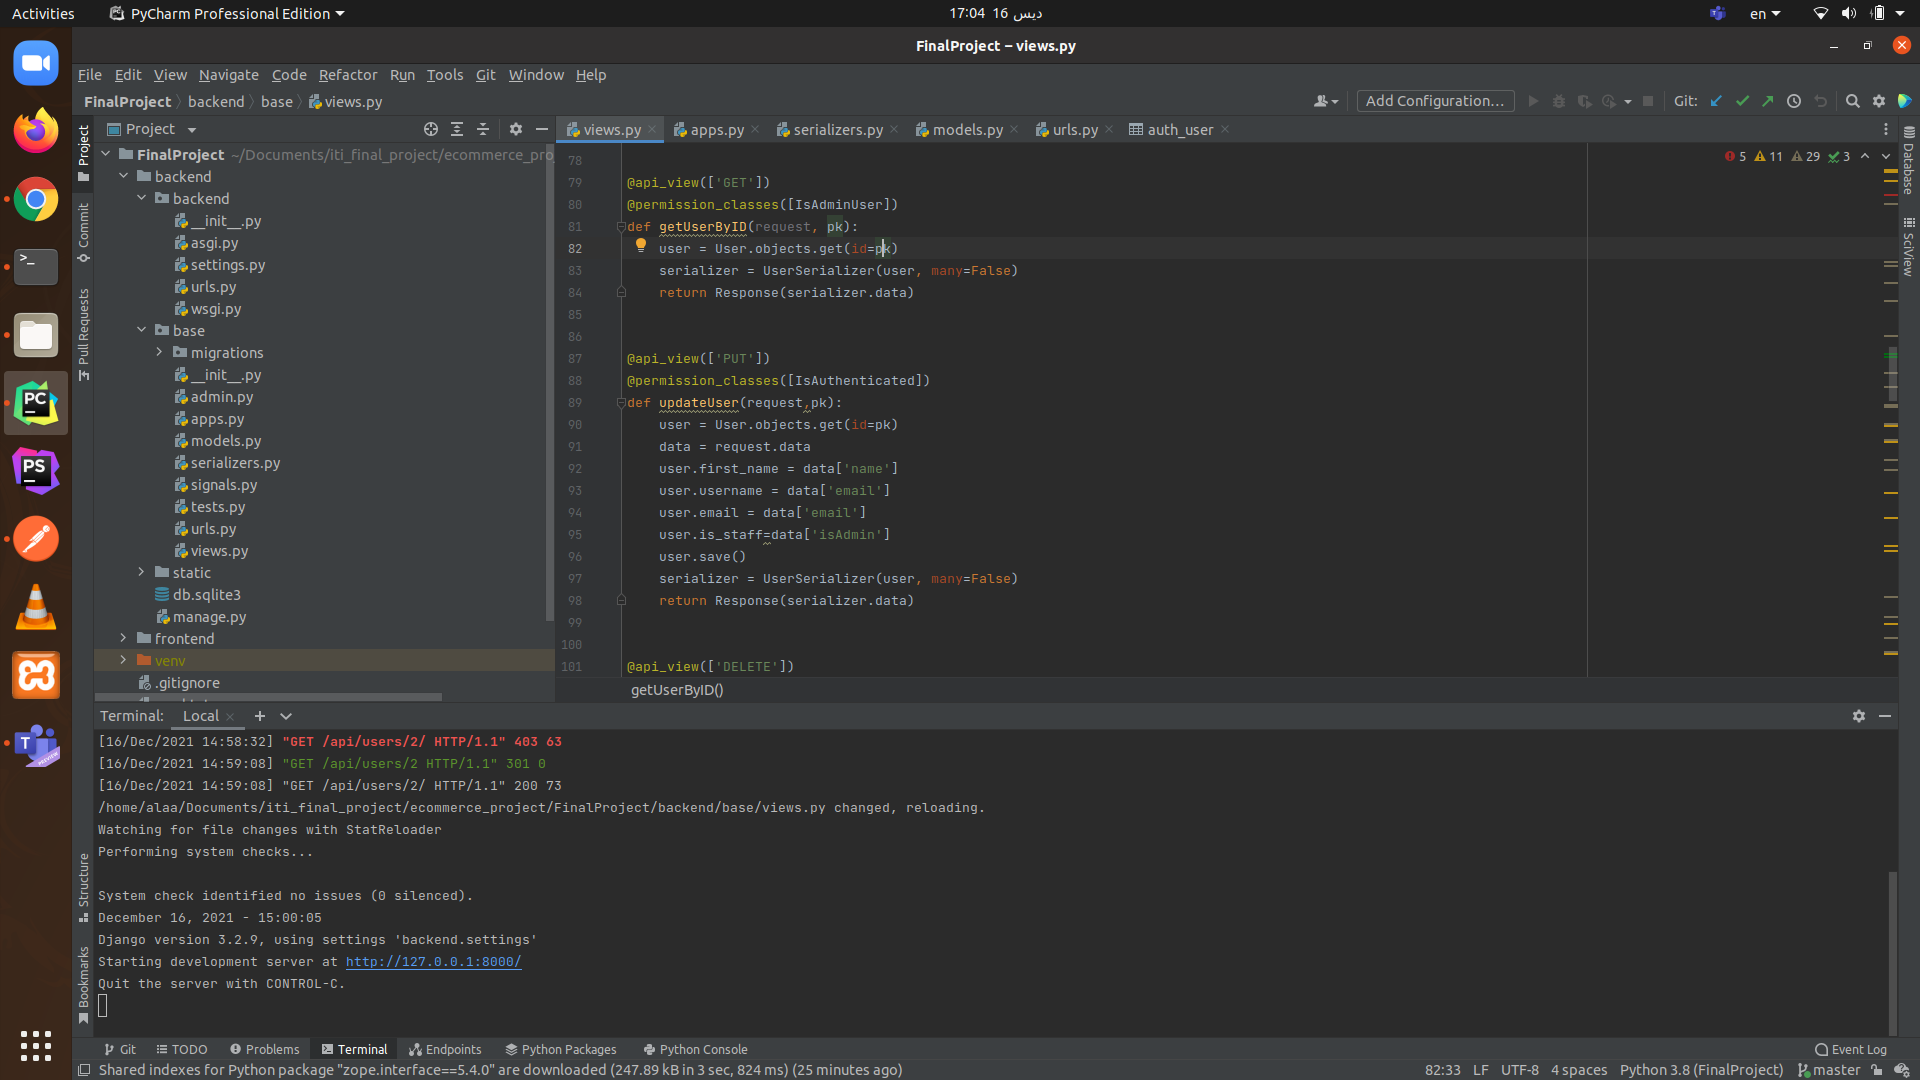 Activities
PyCharm Professional Edition
17:04 16 ديس
en
FinalProject – views.py
File Edit View Navigate Code Refactor Run Tools Git Window Help
FinalProject backend base views.py
Add Configuration...
Git:
Project
views.py apps.py serializers.py models.py urls.py auth_user
FinalProject ~/Documents/iti_final_project/ecommerce_pro
backend
backend
__init__.py
asgi.py
settings.py
urls.py
wsgi.py
base
migrations
__init__.py
admin.py
apps.py
models.py
serializers.py
signals.py
tests.py
urls.py
views.py
static
db.sqlite3
manage.py
frontend
venv
.gitignore
Project
Commit
Pull Requests
Structure
Bookmarks
Database
SciView
5 11 29 3
78
79 @api_view(['GET'])
80 @permission_classes([IsAdminUser])
81 def getUserByID(request, pk):
82 user = User.objects.get(id=pk)
83 serializer = UserSerializer(user, many=False)
84 return Response(serializer.data)
85
86
87 @api_view(['PUT'])
88 @permission_classes([IsAuthenticated])
89 def updateUser(request,pk):
90 user = User.objects.get(id=pk)
91 data = request.data
92 user.first_name = data['name']
93 user.username = data['email']
94 user.email = data['email']
95 user.is_staff=data['isAdmin']
96 user.save()
97 serializer = UserSerializer(user, many=False)
98 return Response(serializer.data)
99
100
101 @api_view(['DELETE'])
getUserByID()
Terminal: Local
[16/Dec/2021 14:58:32] "GET /api/users/2/ HTTP/1.1" 403 63
[16/Dec/2021 14:59:08] "GET /api/users/2 HTTP/1.1" 301 0
[16/Dec/2021 14:59:08] "GET /api/users/2/ HTTP/1.1" 200 73
/home/alaa/Documents/iti_final_project/ecommerce_project/FinalProject/backend/base/views.py changed, reloading.
Watching for file changes with StatReloader
Performing system checks...
System check identified no issues (0 silenced).
December 16, 2021 - 15:00:05
Django version 3.2.9, using settings 'backend.settings'
Starting development server at http://127.0.0.1:8000/
Quit the server with CONTROL-C.
Git TODO Problems Terminal Endpoints Python Packages Python Console Event Log
Shared indexes for Python package "zope.interface==5.4.0" are downloaded (247.89 kB in 3 sec, 824 ms) (25 minutes ago)
82:33 LF UTF-8 4 spaces Python 3.8 (FinalProject) master